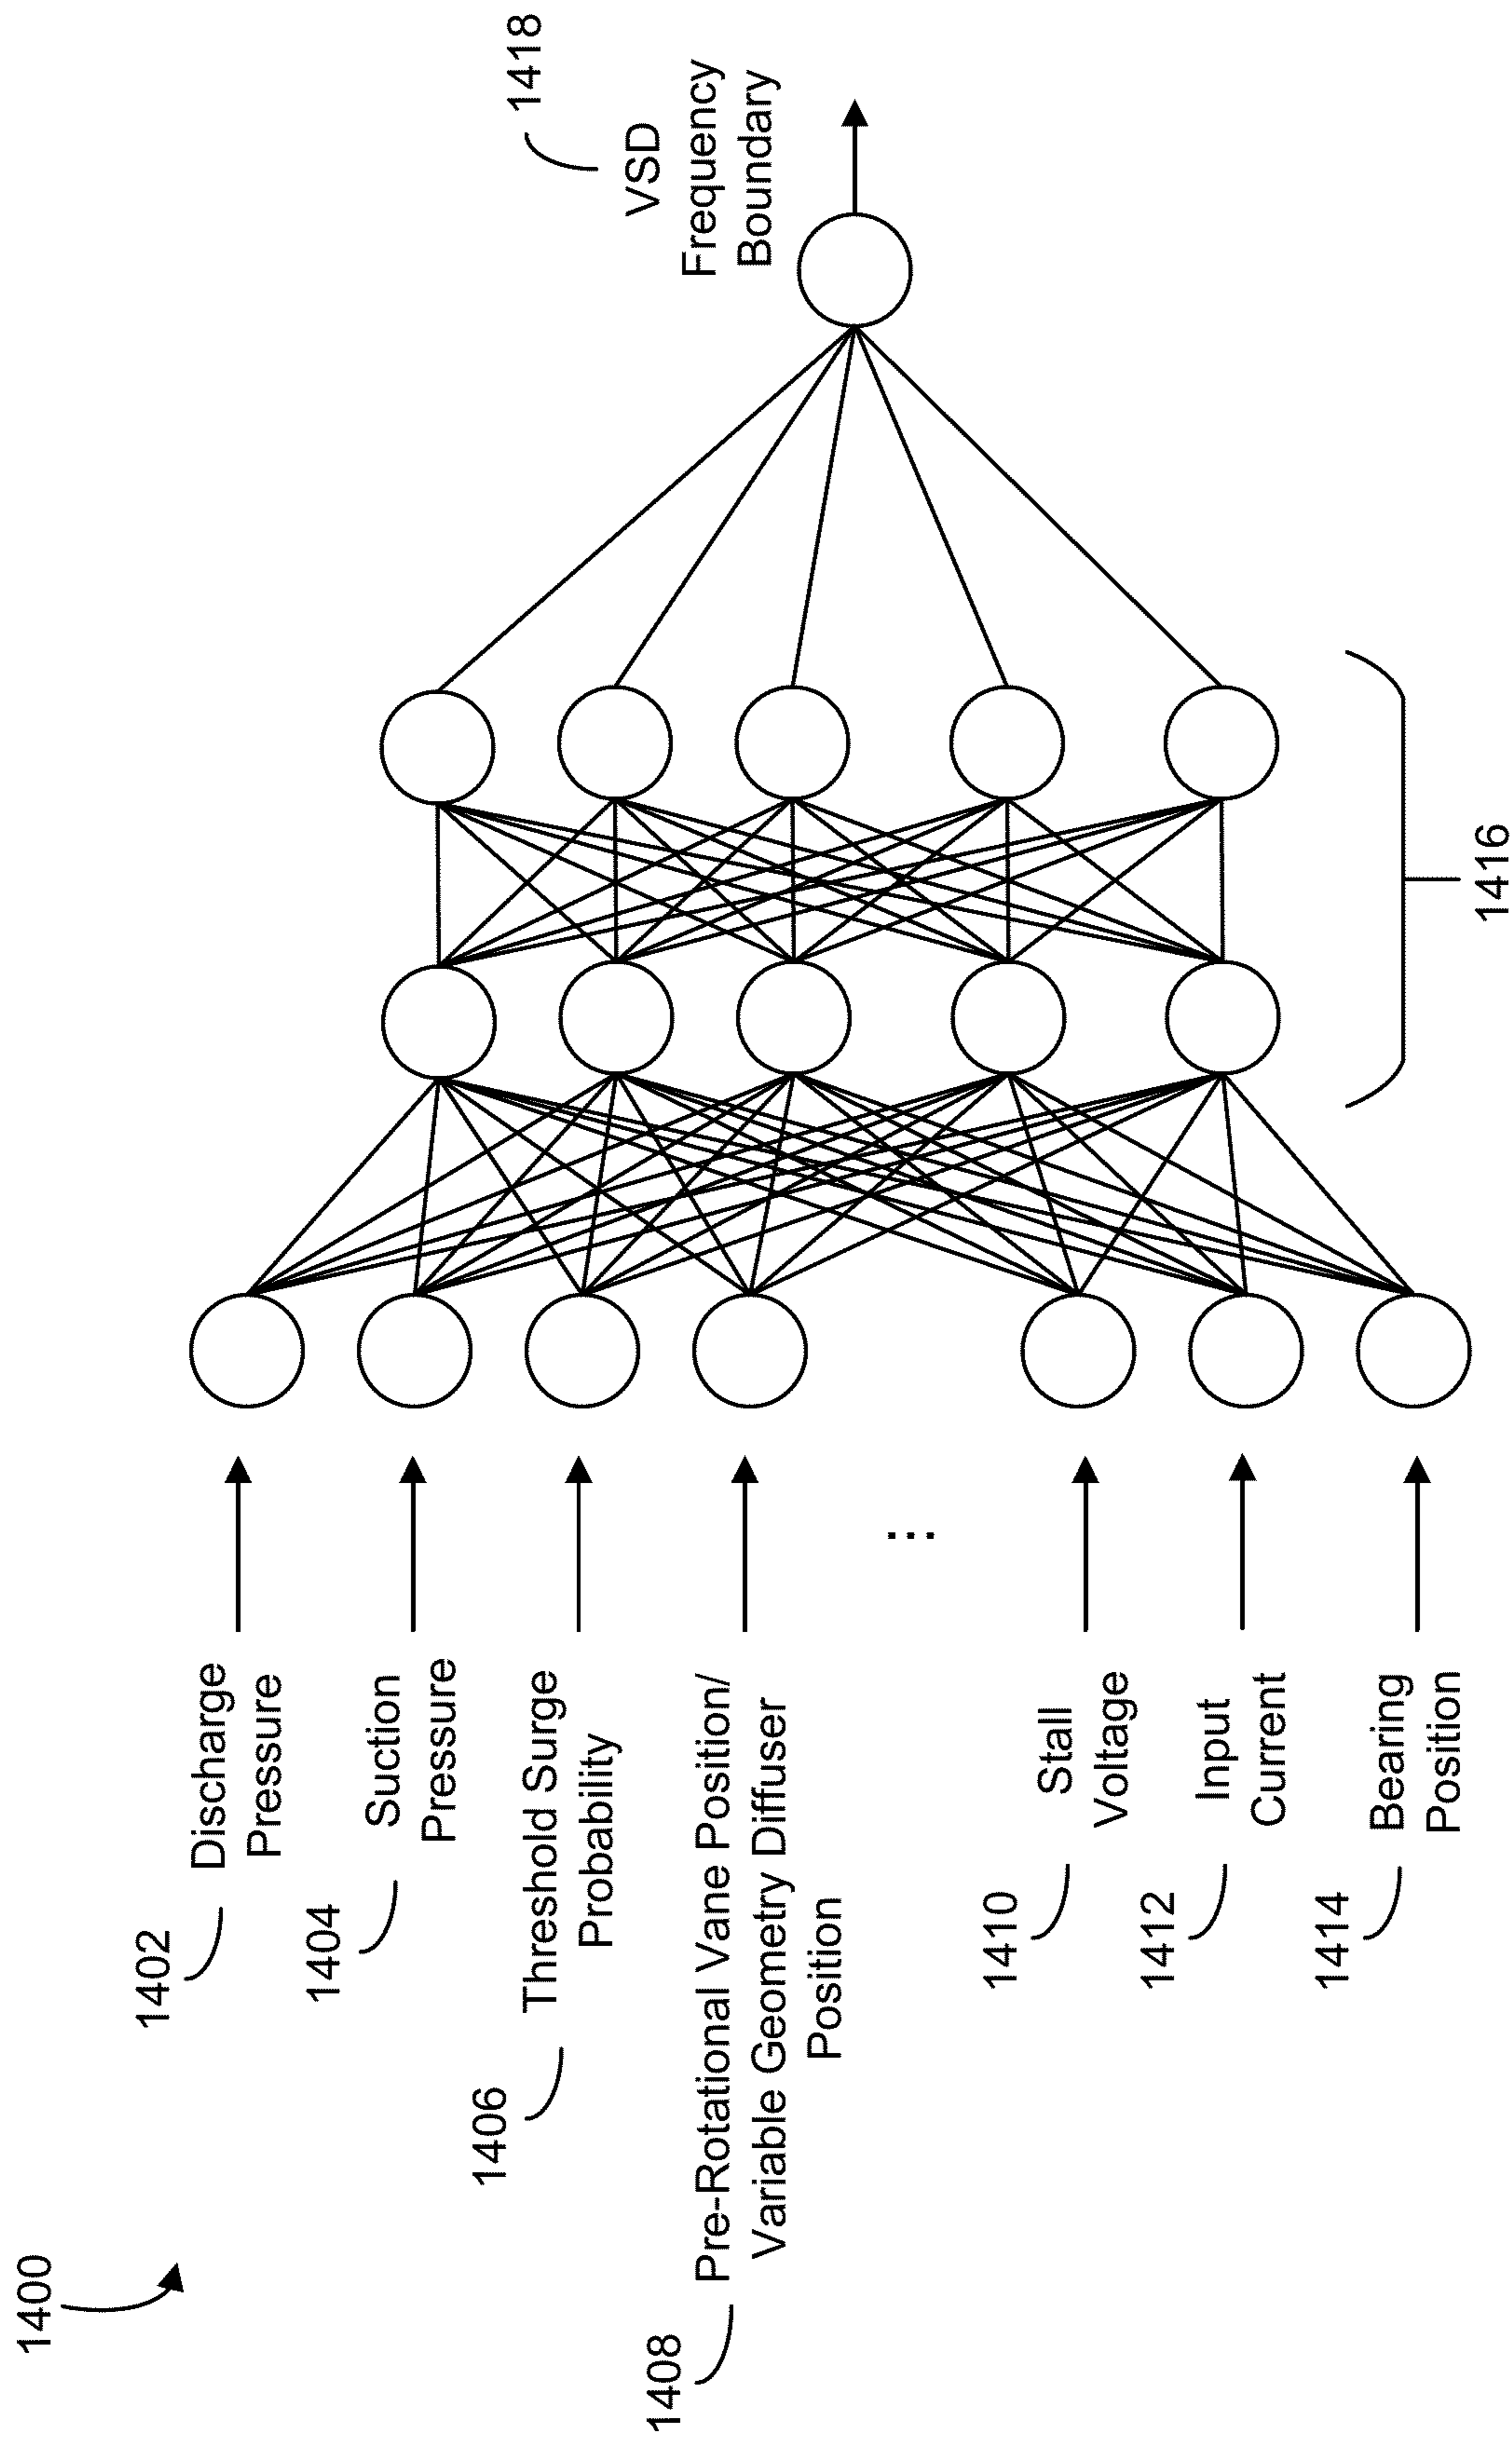 1400
1402
Discharge
Pressure
1404
Suction
Pressure
1406
Threshold Surge
Probability
1408
Pre-Rotational Vane Position/
Variable Geometry Diffuser
Position
...
1410
Stall
Voltage
1412
Input
Current
1414
Bearing
Position
1416
1418
VSD
Frequency
Boundary